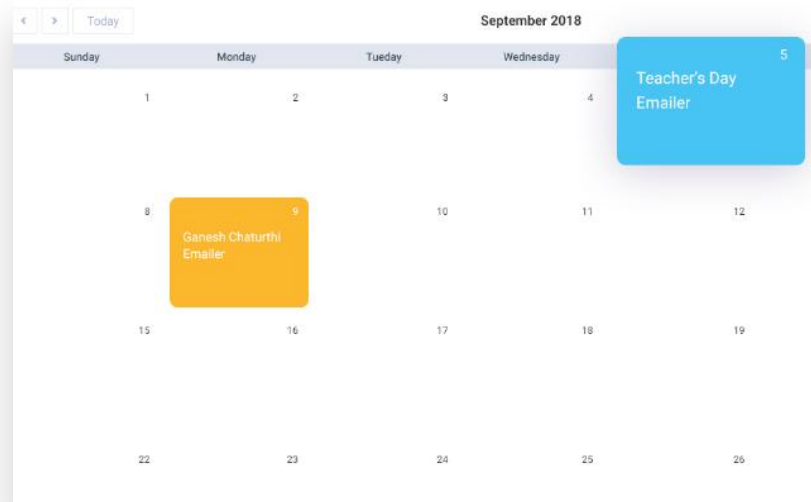 Today
September 2018
Sunday Monday Tueday Wednesday
1 2 3 4 5
Teacher's Day
Emailer
8 9 10 11 12
Ganesh Chaturthi
Emailer
15 16 17 18 19
22 23 24 25 26